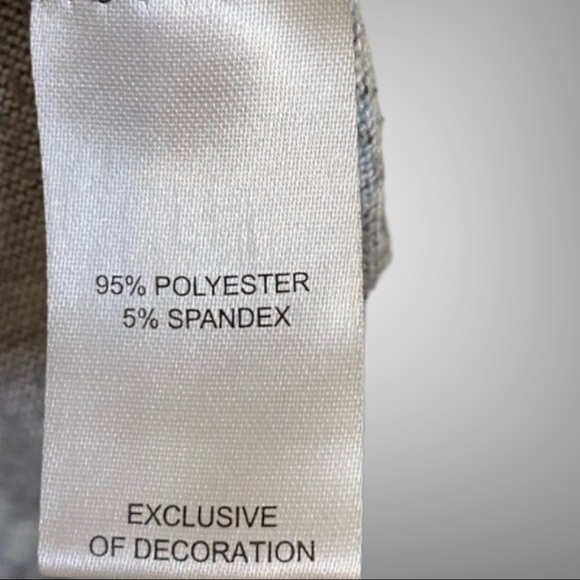 95% POLYESTER
5% SPANDEX
EXCLUSIVE
OF DECORATION